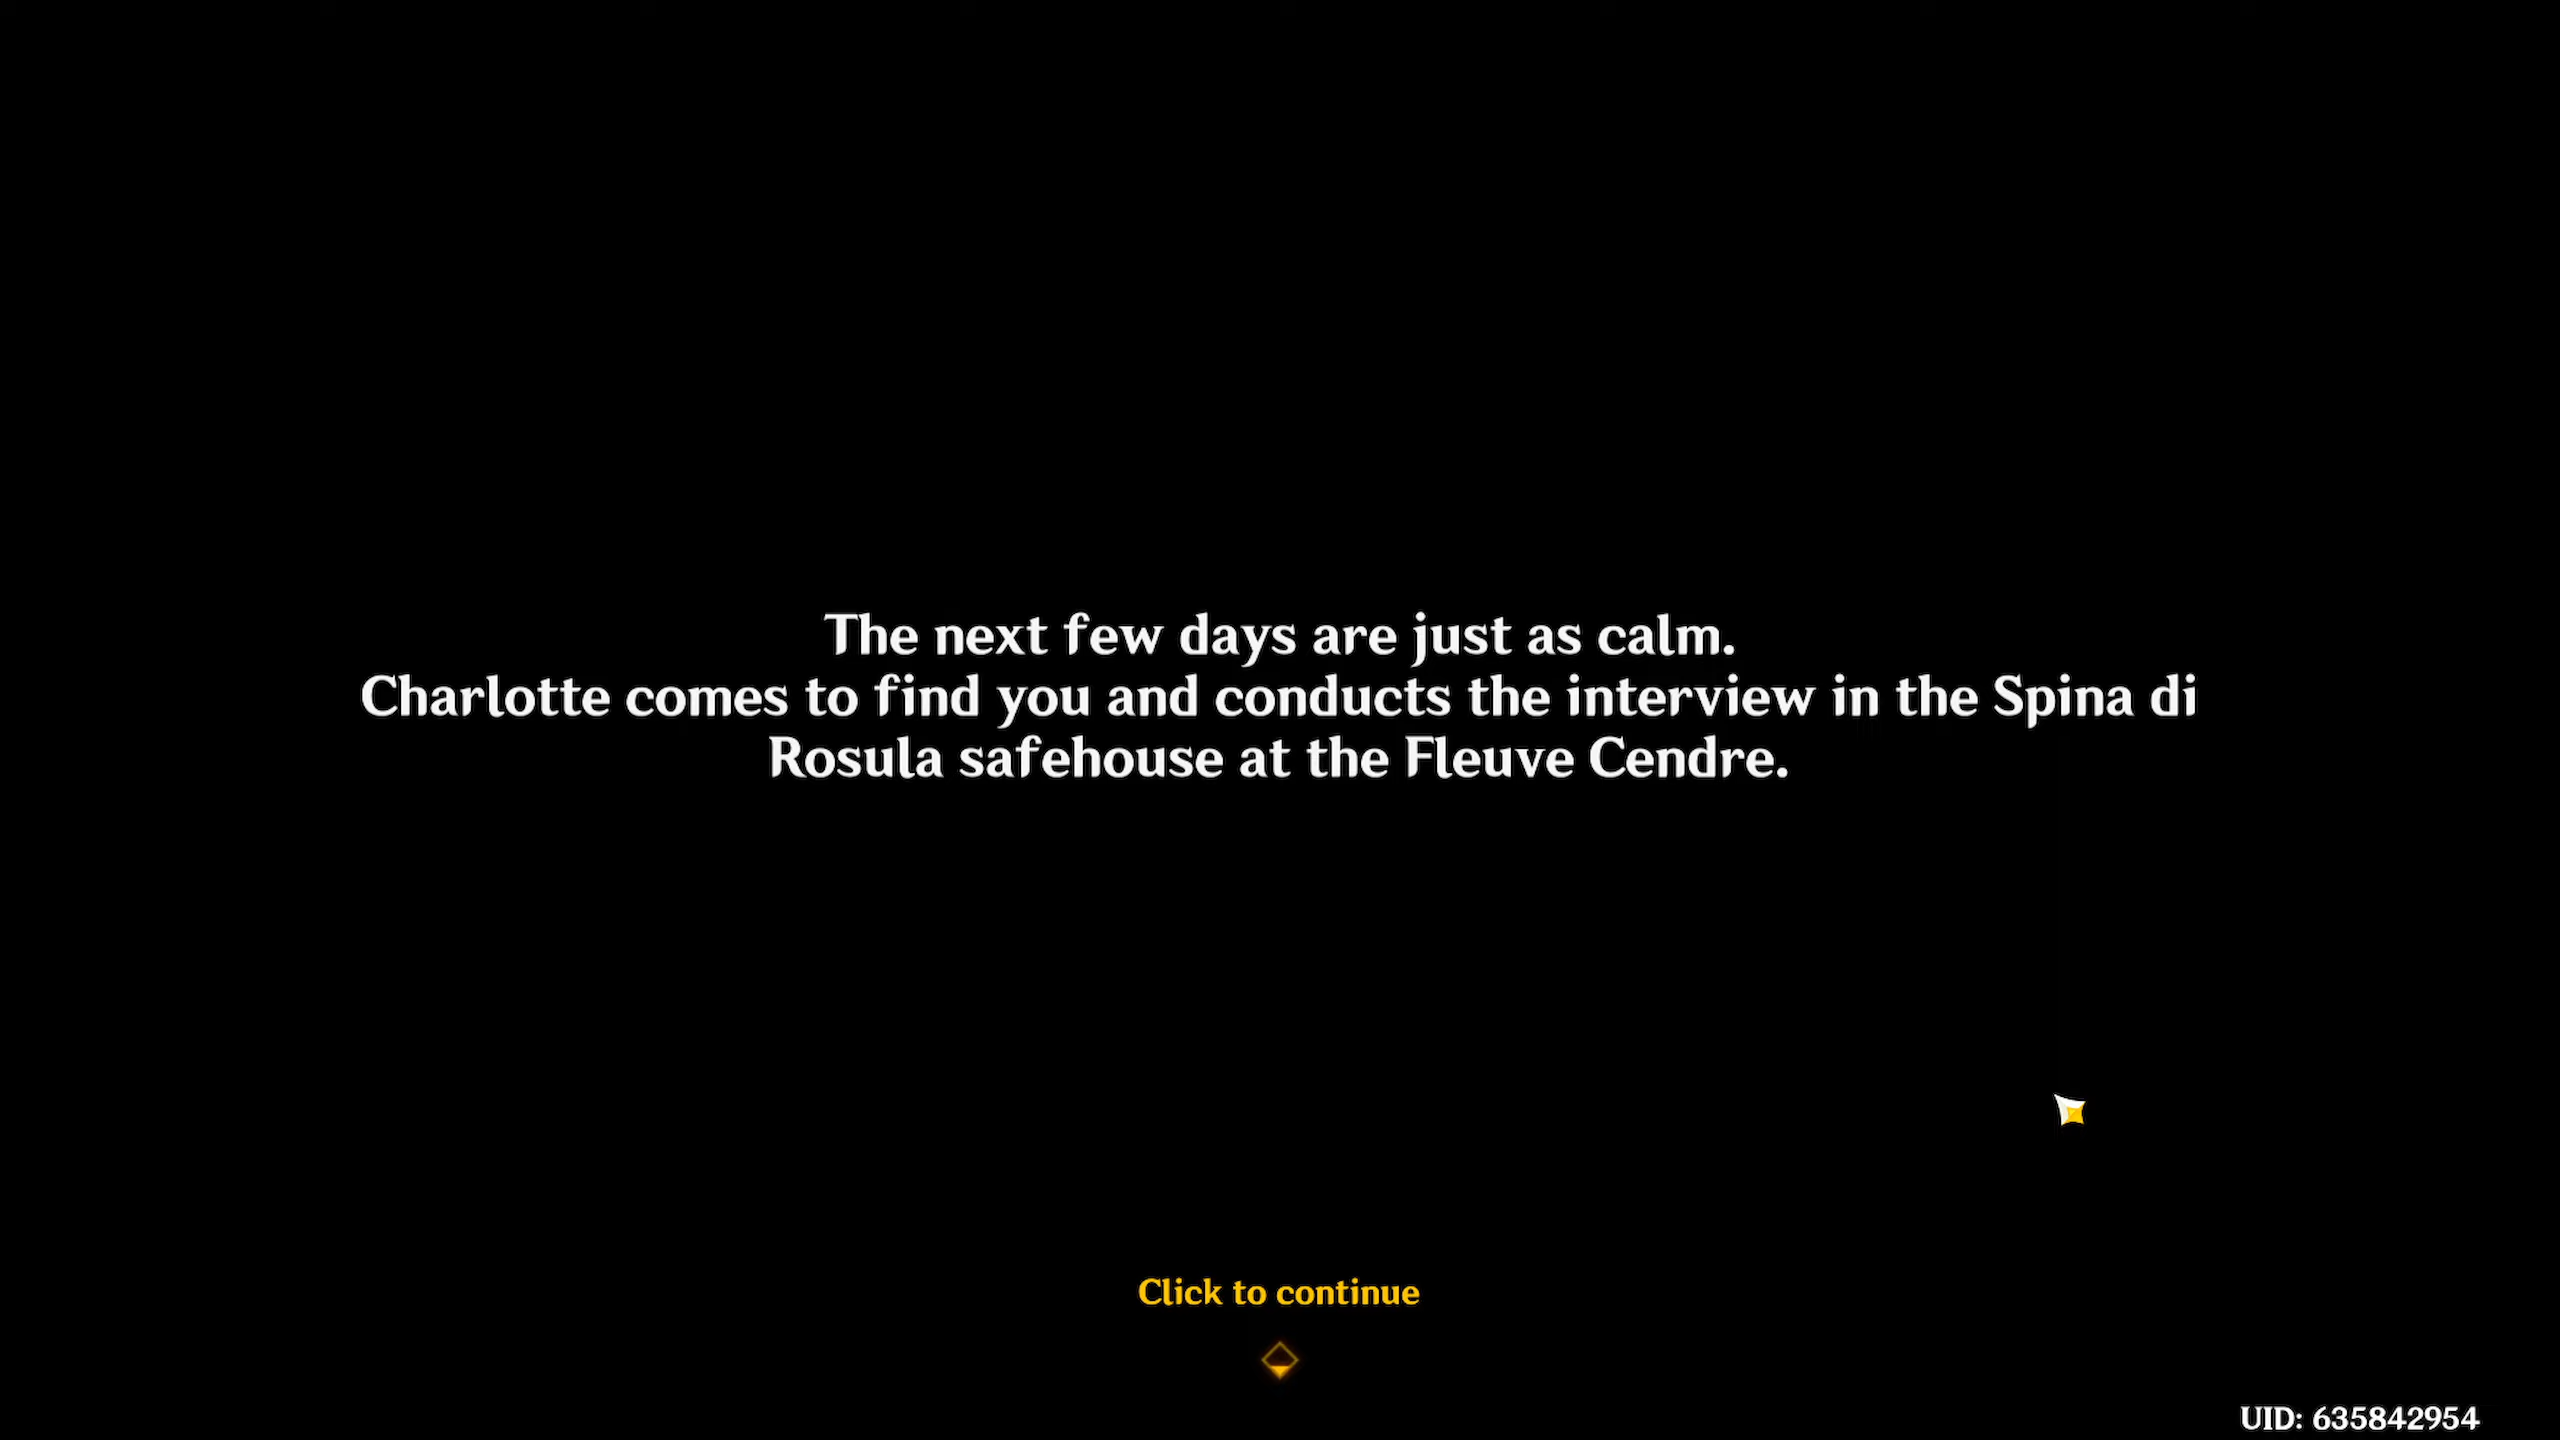 The next few days are just as calm.
Charlotte comes to find you and conducts the interview in the Spina di
Rosula safehouse at the Fleuve Cendre.
Click to continue
UID: 635842954